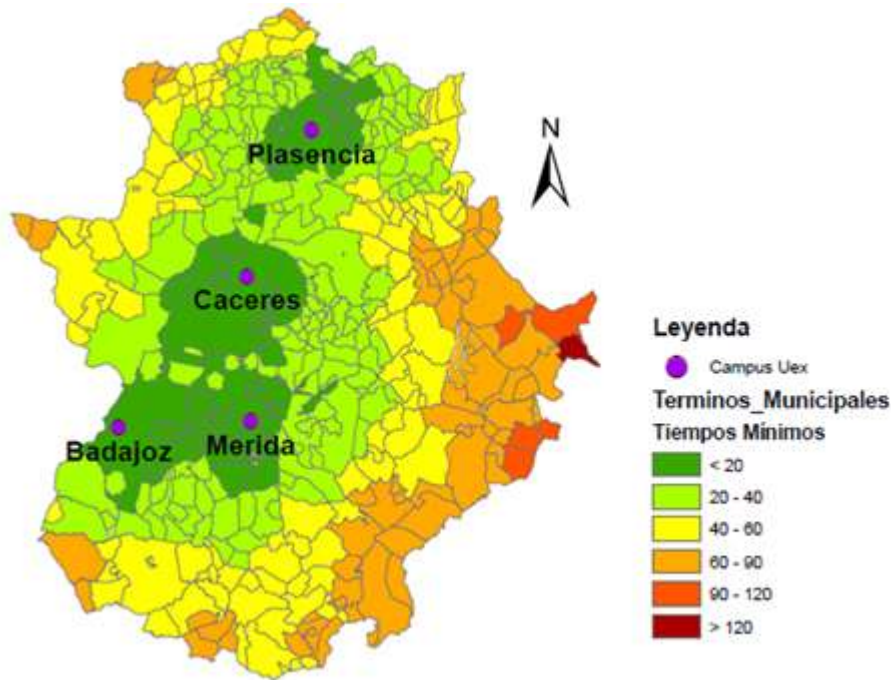 N
Plasencia
Caceres
Badajoz
Merida
Leyenda
Campus Uex
Terminos_Municipales
Tiempos Mínimos
< 20
20 - 40
40 - 60
60 - 90
90 - 120
> 120